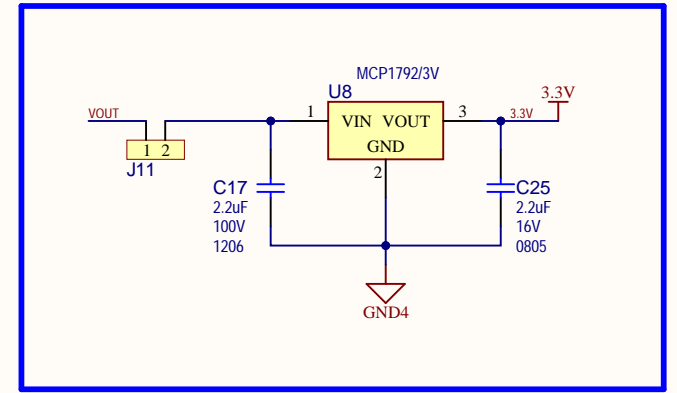 MCP1792/3V
U8
3.3V
VOUT
1
VIN VOUT
3
3.3V
GND
1 2
J11
2
C17
2.2uF
100V
1206
C25
2.2uF
16V
0805
GND4